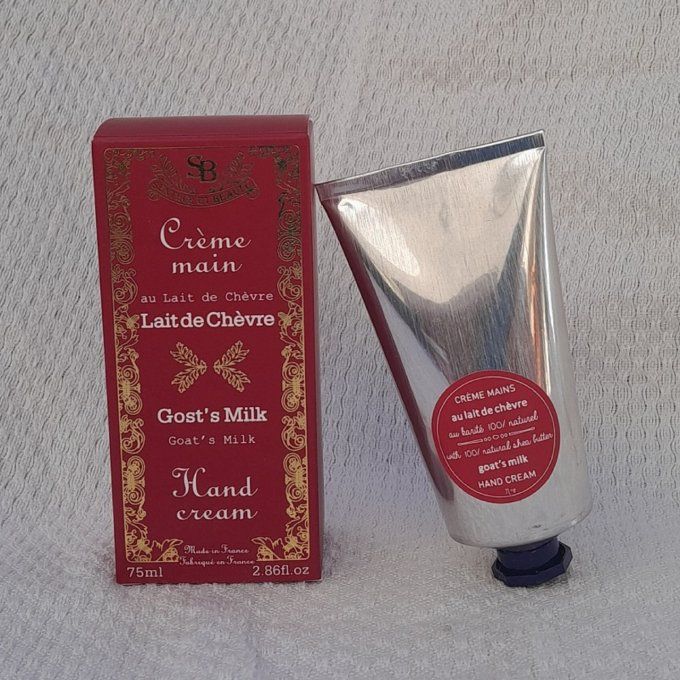 SB
Crème
main
au Lait de Chèvre
Lait de Chèvre
Gost's Milk
Goat's Milk
Hand
cream
Made in France
Fabriqué en France
75ml 2.86fl.oz
CRÈME MAINS
au lait de chèvre
au karité 100/ naturel
with 100/ natural shea butter
goat's milk
HAND CREAM